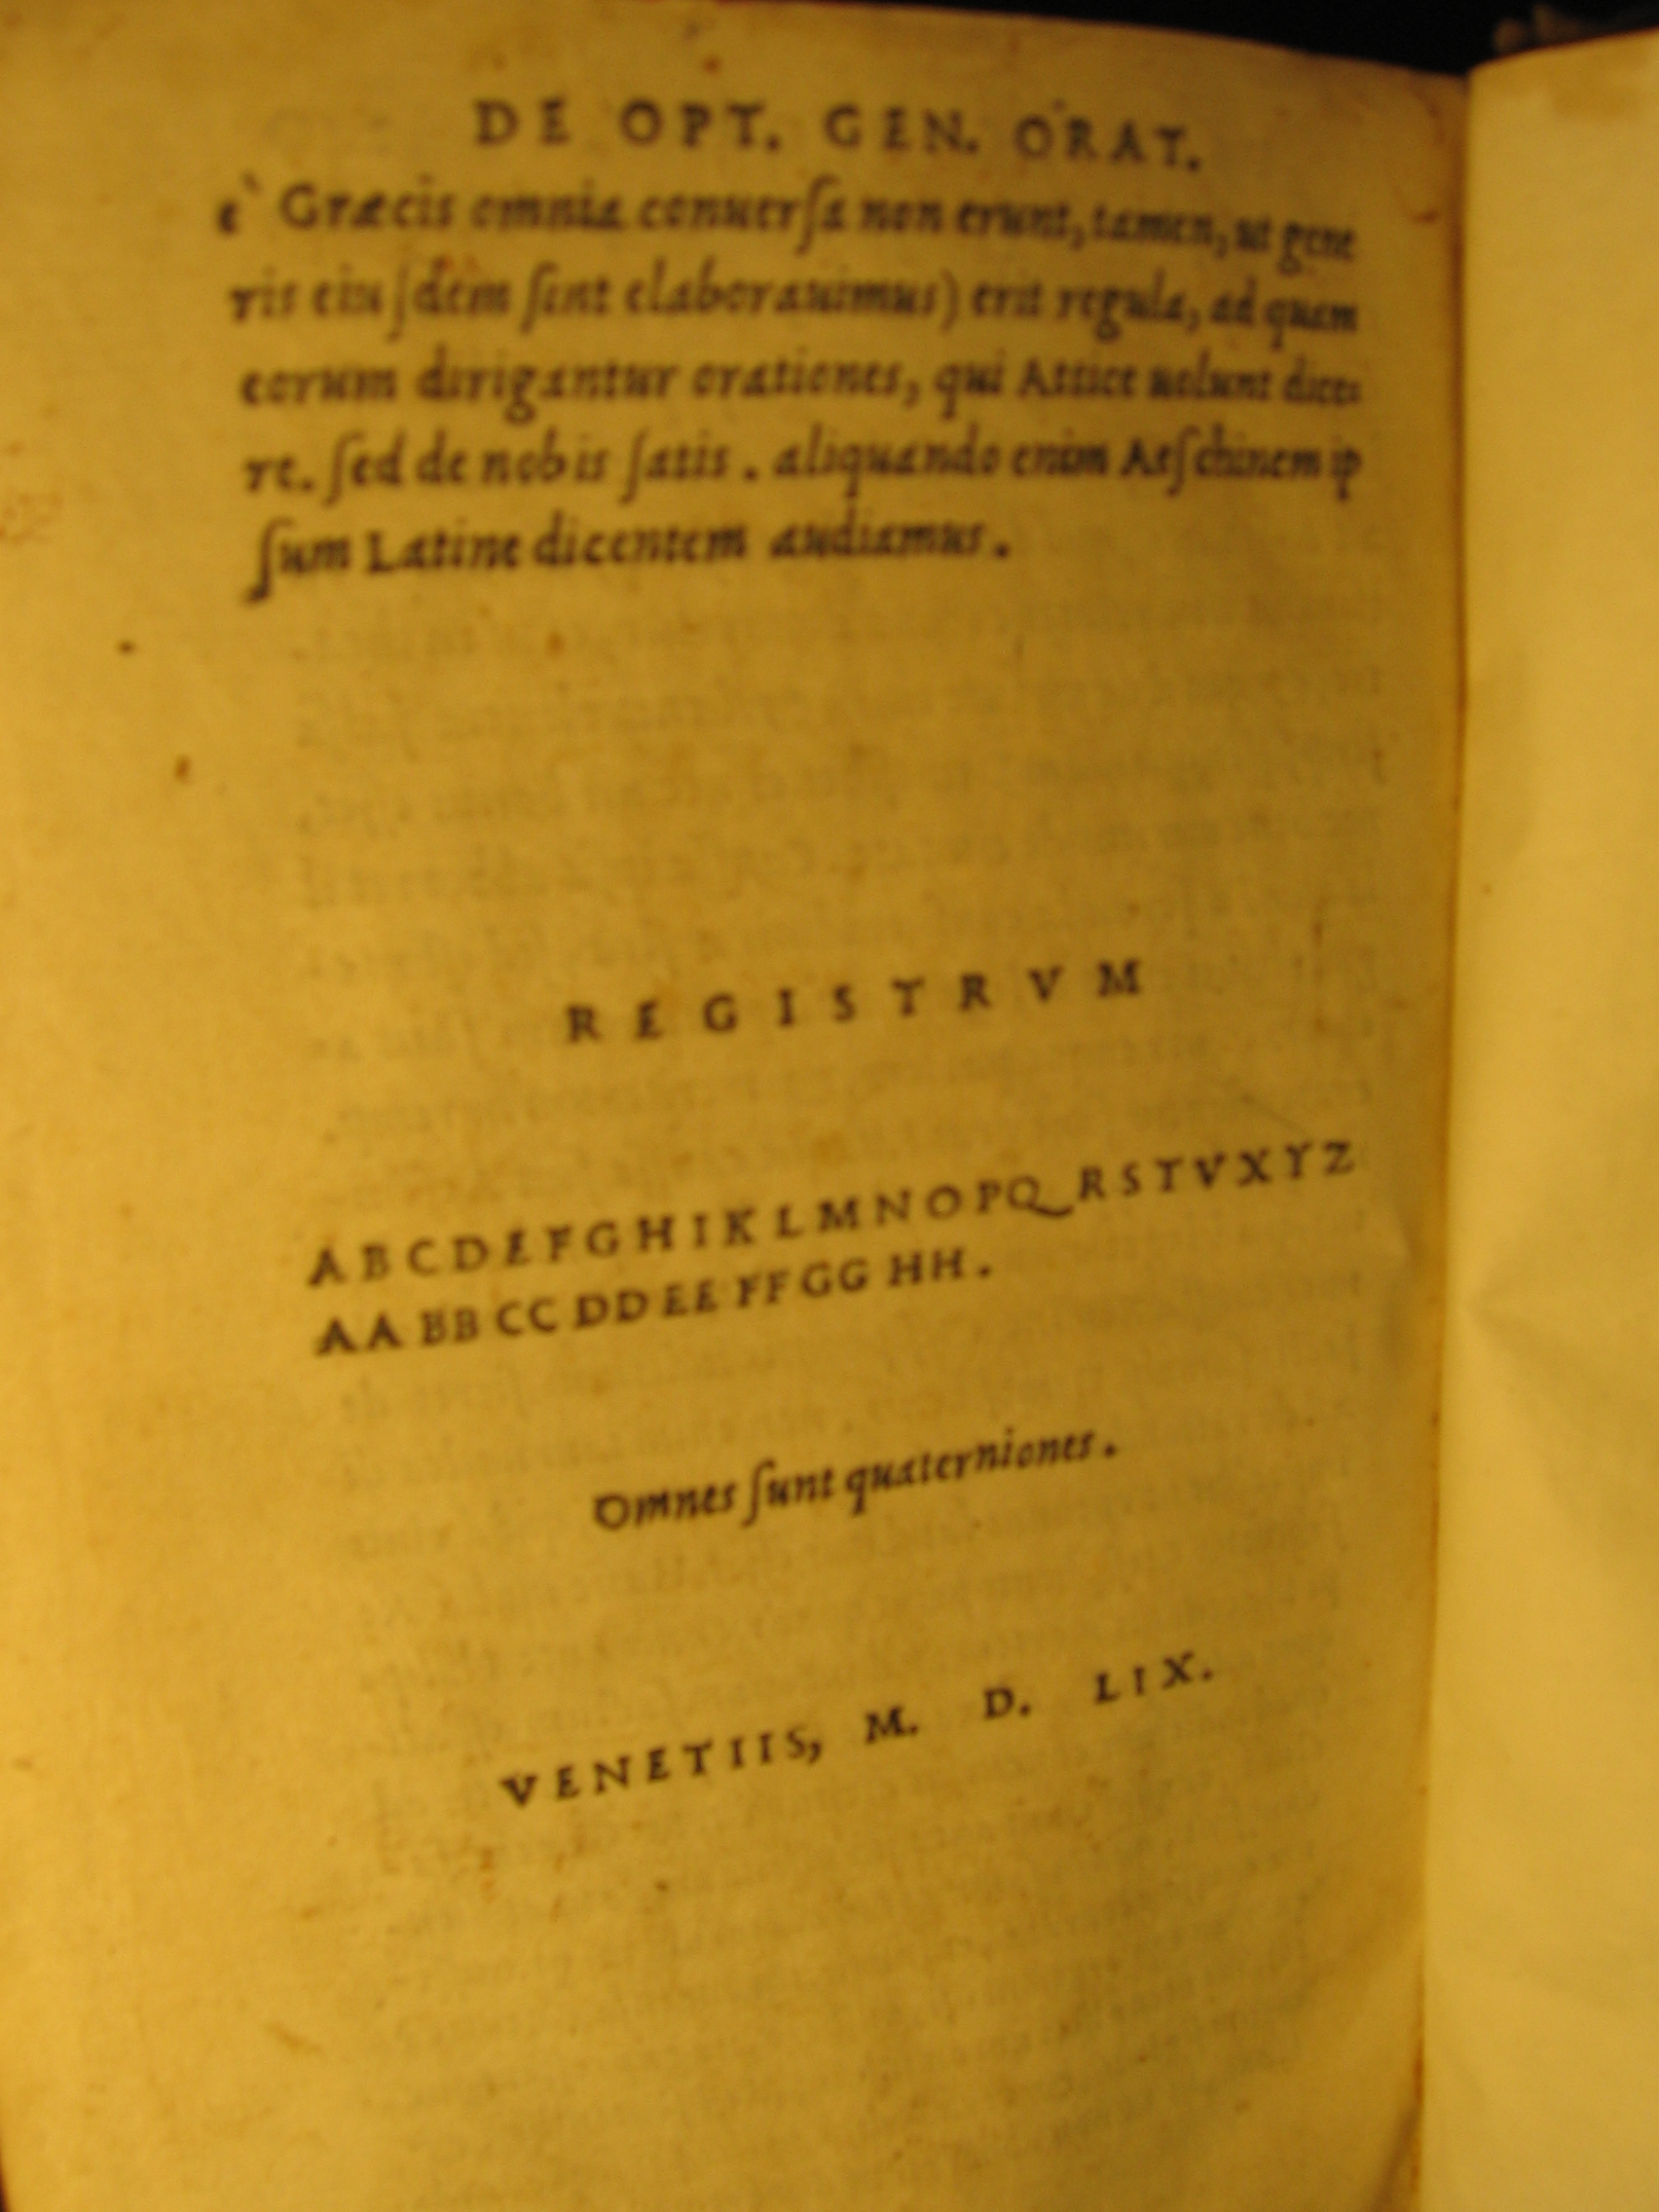 DE OPT. GEN. ORAT.
è Græcis omnia conuerſa non erunt, tamen, ut gene
ris eiuſdem ſint elaborauimus) erit regula, ad quam
eorum dirigantur orationes, qui Attice uolunt dice
re. ſed de nobis ſatis. aliquando enim Aeſchinem ip
ſum Latine dicentem audiamus.
REGISTRVM
A B C D E F G H I K L M N O P Q R S T V X Y Z
AA BB CC DD EE FF GG HH.
Omnes ſunt quaterniones.
VENETIIS, M. D. LIX.